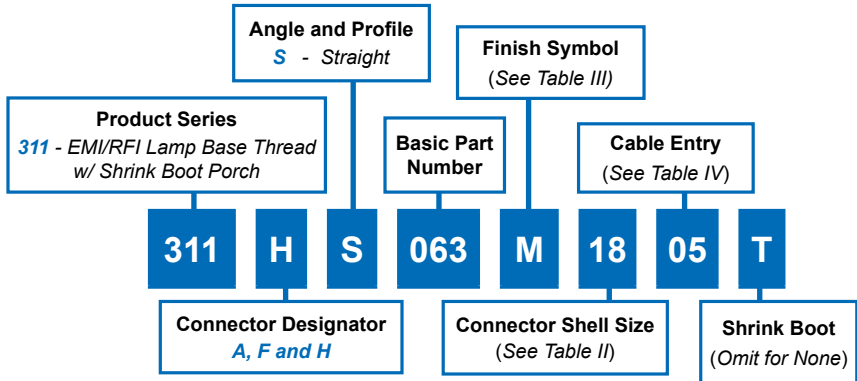 Angle and Profile
S - Straight
Finish Symbol
(See Table III)
Product Series
311 - EMI/RFI Lamp Base Thread
w/ Shrink Boot Porch
Basic Part
Number
Cable Entry
(See Table IV)
311 H S 063 M 18 05 T
Connector Designator
A, F and H
Connector Shell Size
(See Table II)
Shrink Boot
(Omit for None)